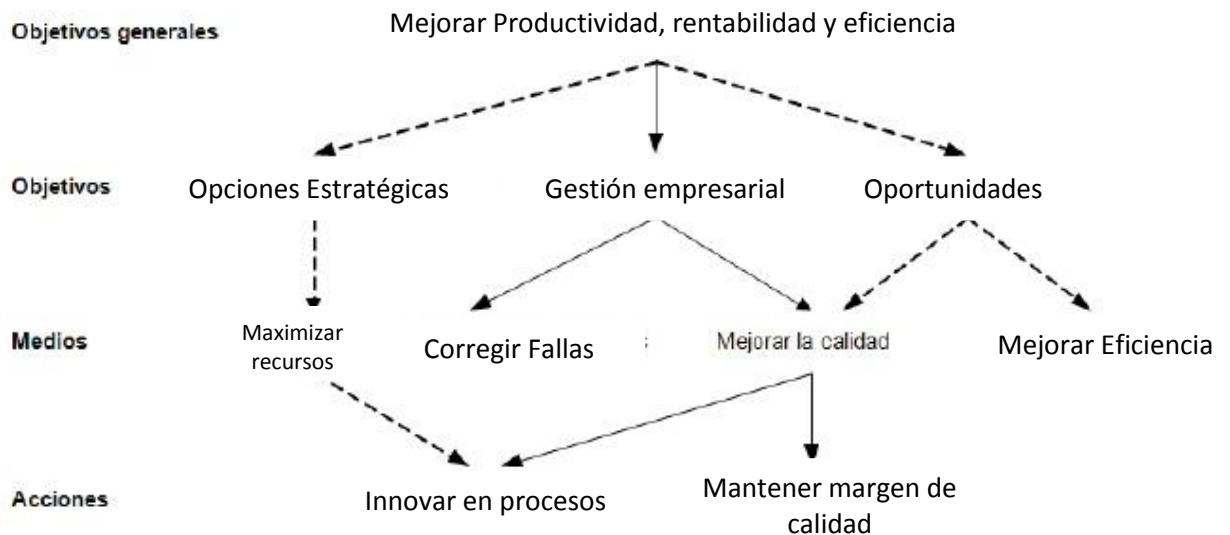 Objetivos generales
Mejorar Productividad, rentabilidad y eficiencia
Objetivos
Opciones Estratégicas
Gestión empresarial
Oportunidades
Medios
Maximizar
recursos
Corregir Fallas
Mejorar la calidad
Mejorar Eficiencia
Acciones
Innovar en procesos
Mantener margen de
calidad